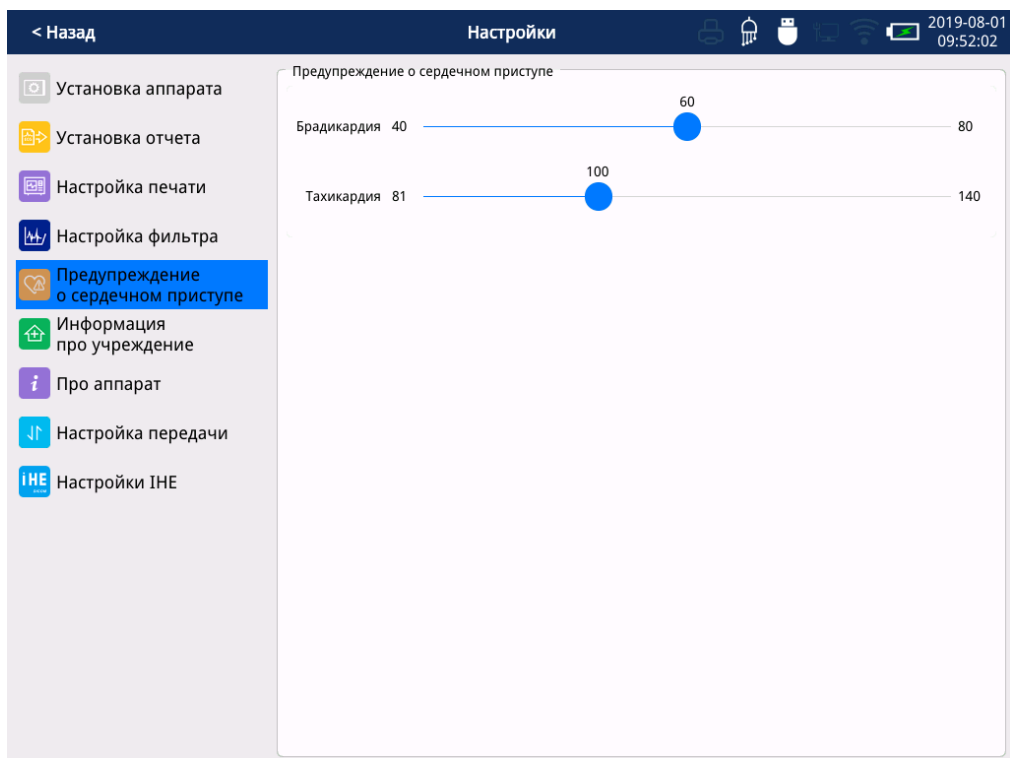 < Назад
Настройки
2019-08-01
09:52:02
Установка аппарата
Установка отчета
Настройка печати
Настройка фильтра
Предупреждение
о сердечном приступе
Информация
про учреждение
Про аппарат
Настройка передачи
iHE
Настройки IHE
Предупреждение о сердечном приступе
60
Брадикардия 40 80
100
Тахикардия 81 140